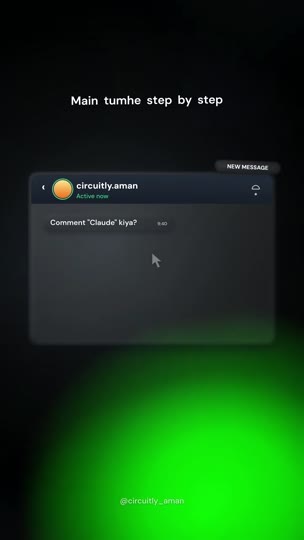 Main tumhe step by step
NEW MESSAGE
circuitly.aman
Active now
Comment "Claude" kiya?
9:40
@circuitly_aman